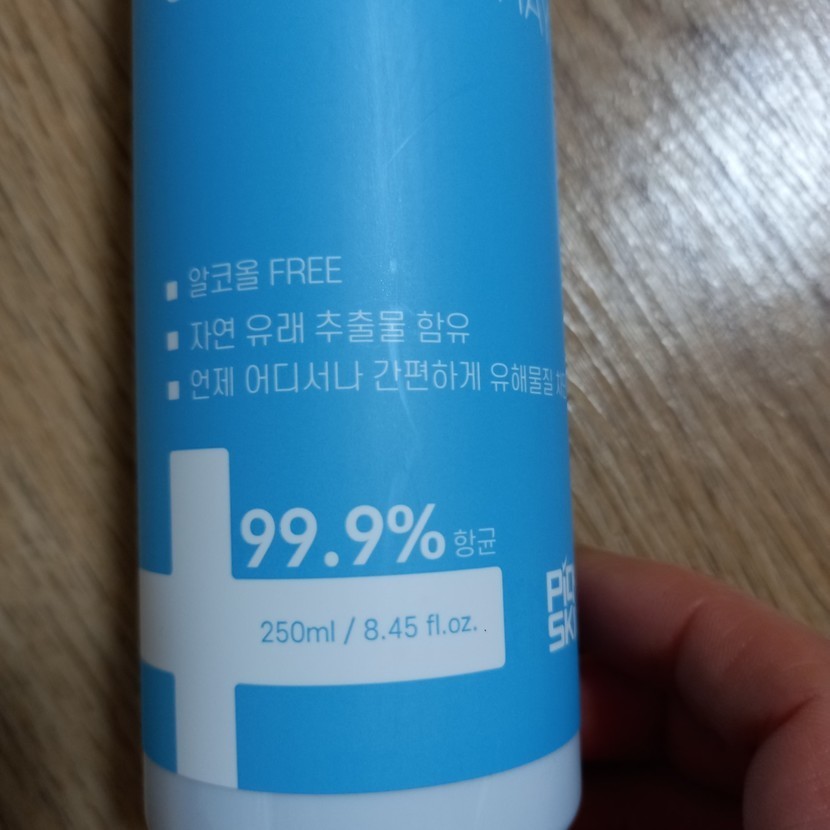 알코올 FREE
자연 유래 추출물 함유
언제 어디서나 간편하게 유해물질
99.9% 항균
250ml / 8.45 fl.oz.